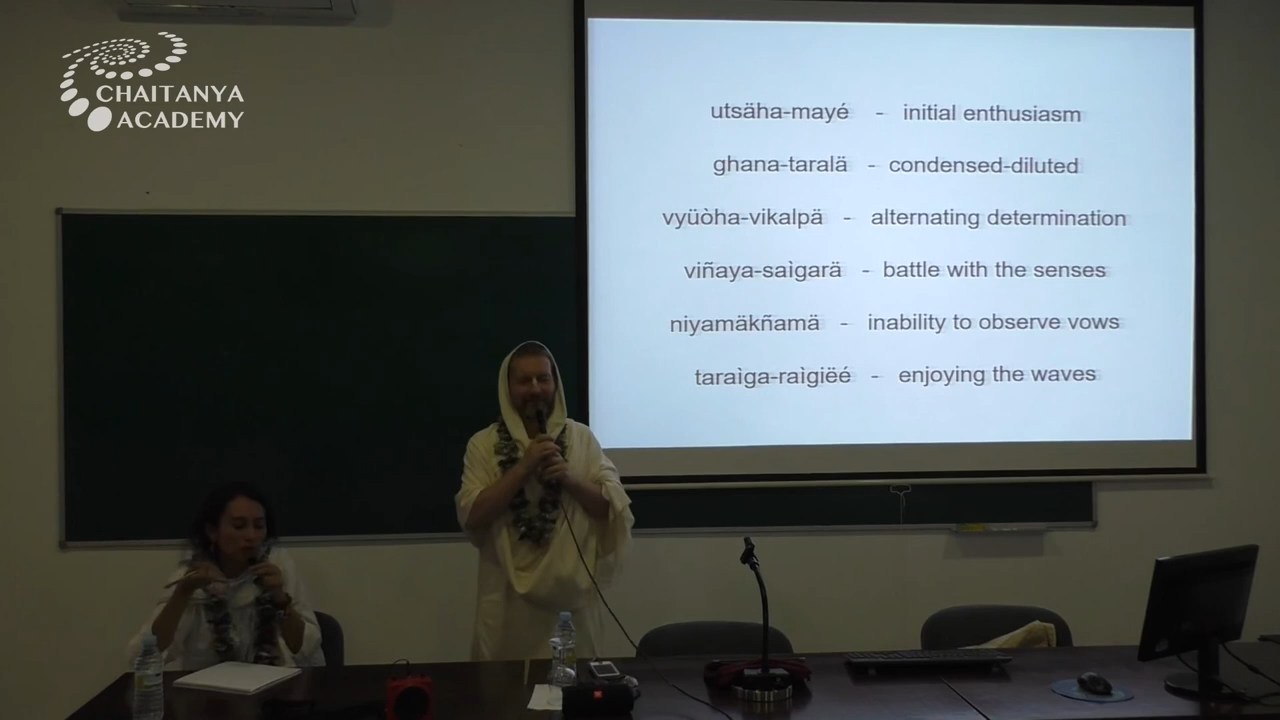 CHAITANYA
ACADEMY
utsäha-mayé - initial enthusiasm
ghana-taralä - condensed-diluted
vyüòha-vikalpä - alternating determination
viñaya-saìgarä - battle with the senses
niyamäkñamä - inability to observe vows
taraìga-raìgiëé - enjoying the waves